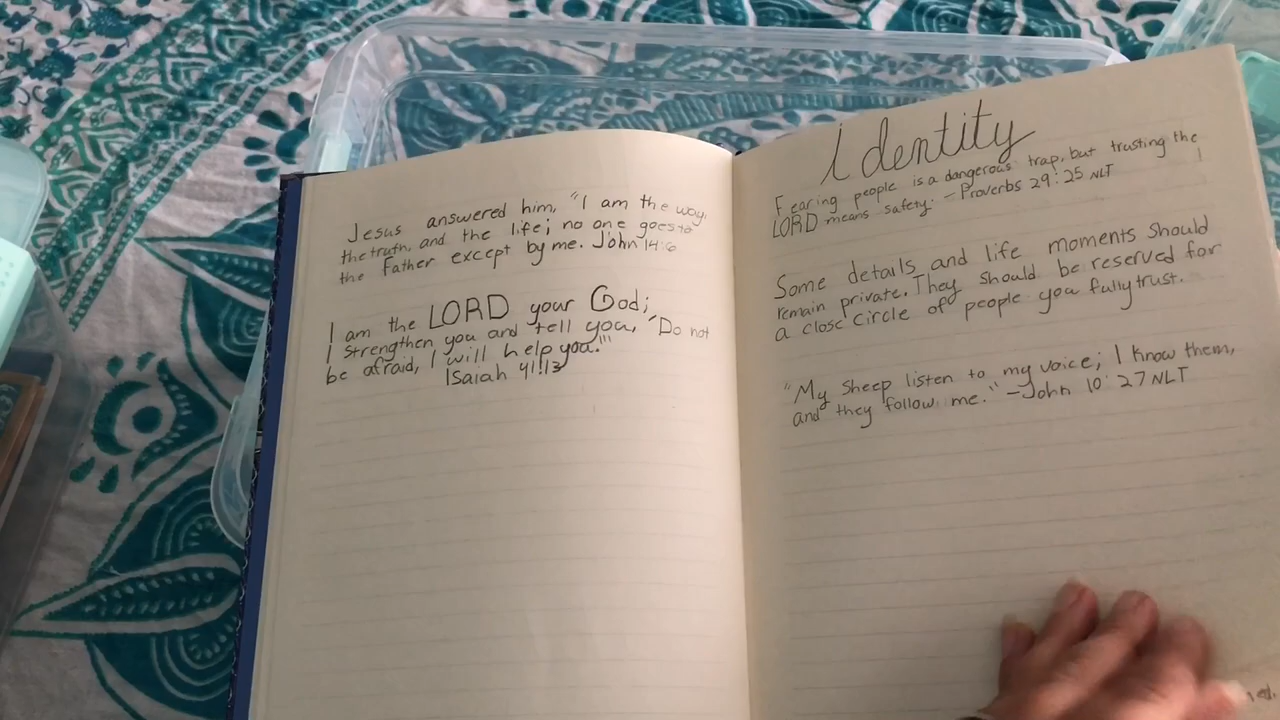 Jesus answered him, "I am the way,
the truth, and the life; no one goes to
the Father except by me. John 14:6
I am the LORD your God;
I strengthen you and tell you, "Do not
be afraid, I will help you."'
Isaiah 41:13
Identity
Fearing people is a dangerous trap, but trusting the
LORD means safety. - Proverbs 29:25 NLT
Some details and life moments should
remain private. They should be reserved for
a close circle of people you fully trust.
"My sheep listen to my voice; I know them,
and they follow me." - John 10:27 NLT